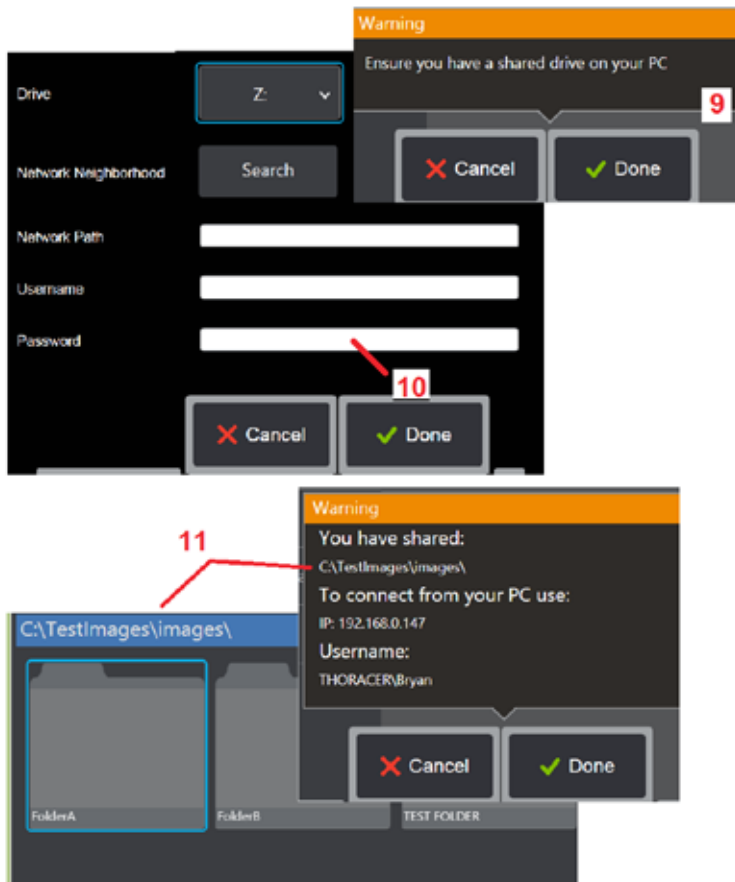 Warning
Ensure you have a shared drive on your PC
9
Cancel
Done
Drive
Z:
Network Neighborhood
Search
Network Path
Username
Password
10
Cancel
Done
11
Warning
You have shared:
C:\TestImages\images\
To connect from your PC use:
IP: 192.168.0.147
Username:
THORACER\Bryan
Cancel
Done
C:\TestImages\images\
FolderA
FolderB
TEST FOLDER